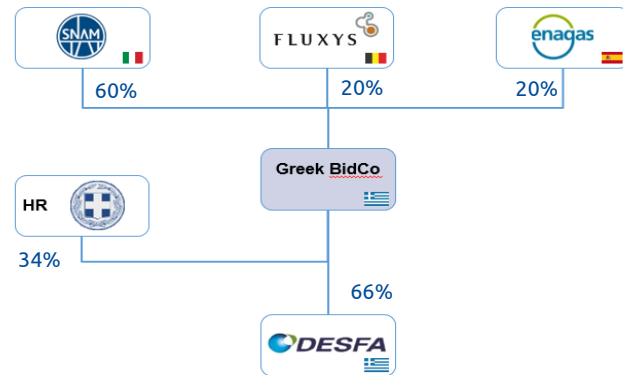 SNAM
FLUXYS
enagas
60%
20%
20%
Greek BidCo
HR
34%
66%
DESFA